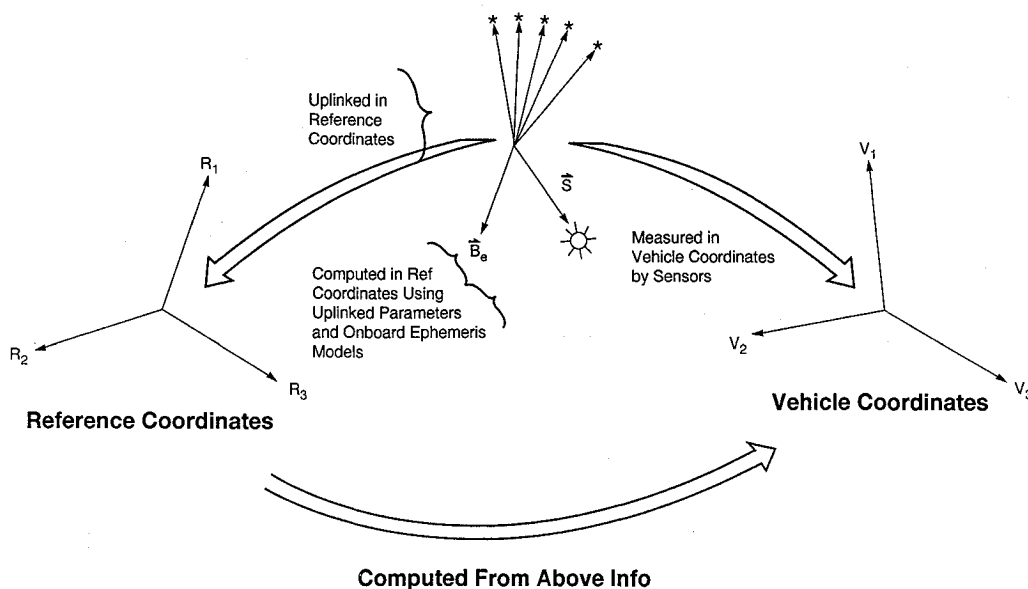 Uplinked in
Reference
Coordinates
R1
R2
R3
Reference Coordinates
* * * * *
S
Be
Computed in Ref
Coordinates Using
Uplinked Parameters
and Onboard Ephemeris
Models
Measured in
Vehicle Coordinates
by Sensors
V1
V2
V3
Vehicle Coordinates
Computed From Above Info